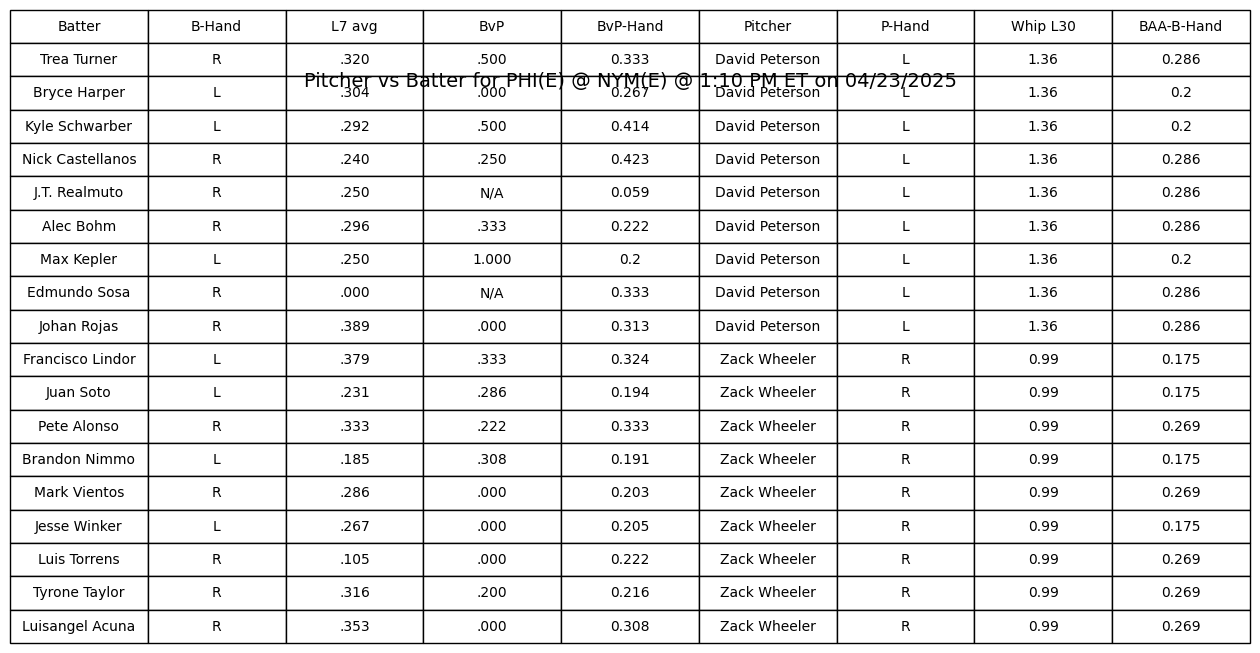 Batter B-Hand L7 avg BvP BvP-Hand Pitcher P-Hand Whip L30 BAA-B-Hand
Trea Turner R .320 .500 0.333 David Peterson L 1.36 0.286
Pitcher vs Batter for PHI(E) @ NYM(E) @ 1:10 PM ET on 04/23/2025
Bryce Harper L .304 .000 0.267 David Peterson L 1.36 0.2
Kyle Schwarber L .292 .500 0.414 David Peterson L 1.36 0.2
Nick Castellanos R .240 .250 0.423 David Peterson L 1.36 0.286
J.T. Realmuto R .250 N/A 0.059 David Peterson L 1.36 0.286
Alec Bohm R .296 .333 0.222 David Peterson L 1.36 0.286
Max Kepler L .250 1.000 0.2 David Peterson L 1.36 0.2
Edmundo Sosa R .000 N/A 0.333 David Peterson L 1.36 0.286
Johan Rojas R .389 .000 0.313 David Peterson L 1.36 0.286
Francisco Lindor L .379 .333 0.324 Zack Wheeler R 0.99 0.175
Juan Soto L .231 .286 0.194 Zack Wheeler R 0.99 0.175
Pete Alonso R .333 .222 0.333 Zack Wheeler R 0.99 0.269
Brandon Nimmo L .185 .308 0.191 Zack Wheeler R 0.99 0.175
Mark Vientos R .286 .000 0.203 Zack Wheeler R 0.99 0.269
Jesse Winker L .267 .000 0.205 Zack Wheeler R 0.99 0.175
Luis Torrens R .105 .000 0.222 Zack Wheeler R 0.99 0.269
Tyrone Taylor R .316 .200 0.216 Zack Wheeler R 0.99 0.269
Luisangel Acuna R .353 .000 0.308 Zack Wheeler R 0.99 0.269